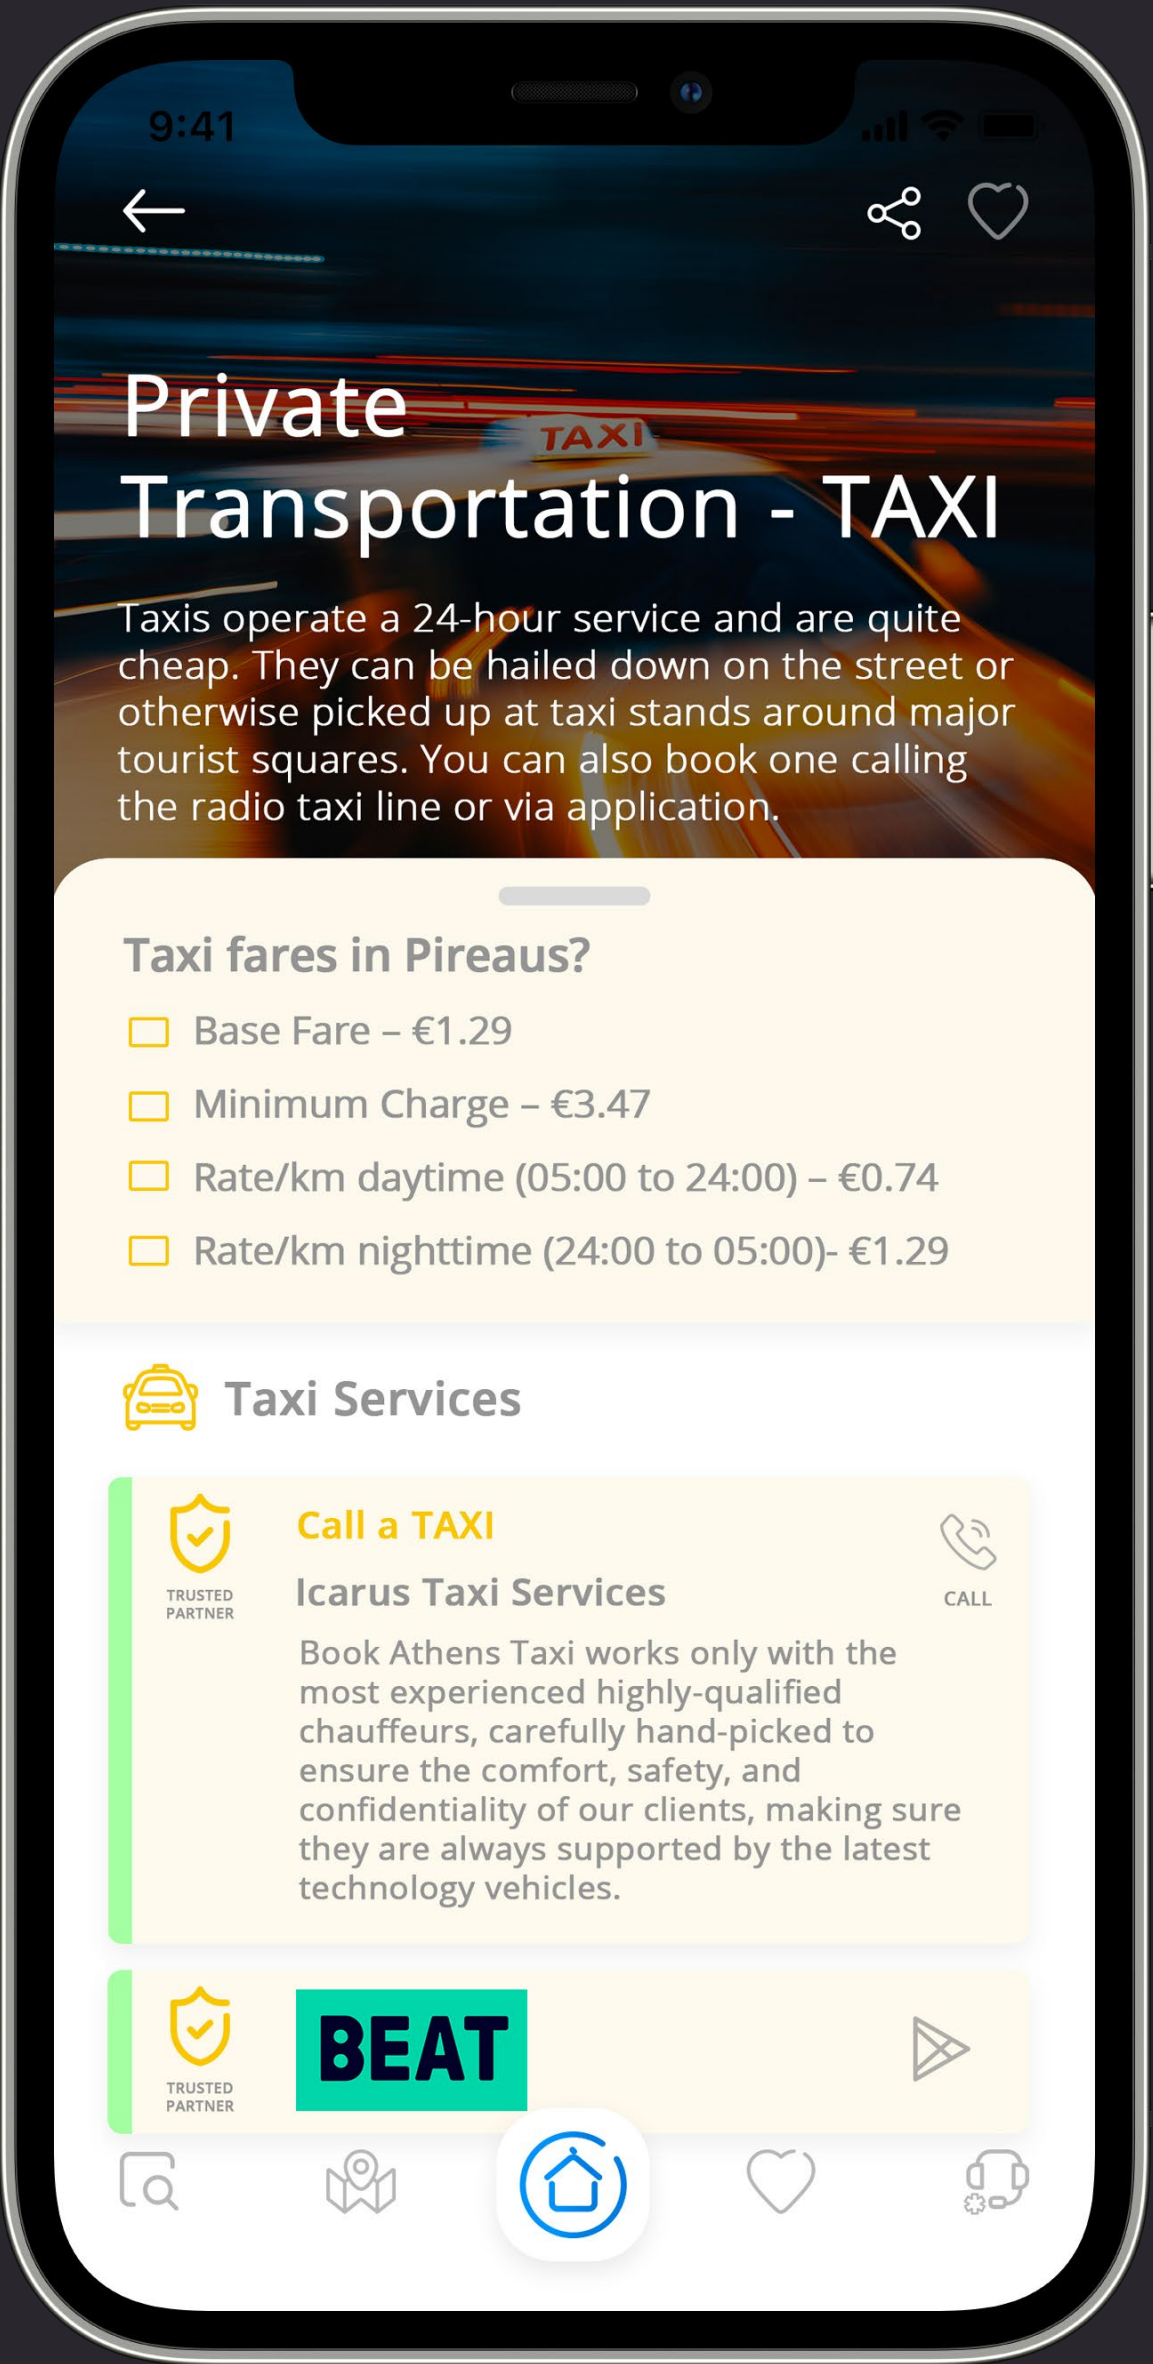 9:41
TAXI
Private
Transportation - TAXI
Taxis operate a 24-hour service and are quite
cheap. They can be hailed down on the street or
otherwise picked up at taxi stands around major
tourist squares. You can also book one calling
the radio taxi line or via application.
Taxi fares in Pireaus?
Base Fare – €1.29
Minimum Charge – €3.47
Rate/km daytime (05:00 to 24:00) – €0.74
Rate/km nighttime (24:00 to 05:00)- €1.29
Taxi Services
TRUSTED
PARTNER
Call a TAXI
Icarus Taxi Services
CALL
Book Athens Taxi works only with the
most experienced highly-qualified
chauffeurs, carefully hand-picked to
ensure the comfort, safety, and
confidentiality of our clients, making sure
they are always supported by the latest
technology vehicles.
TRUSTED
PARTNER
BEAT